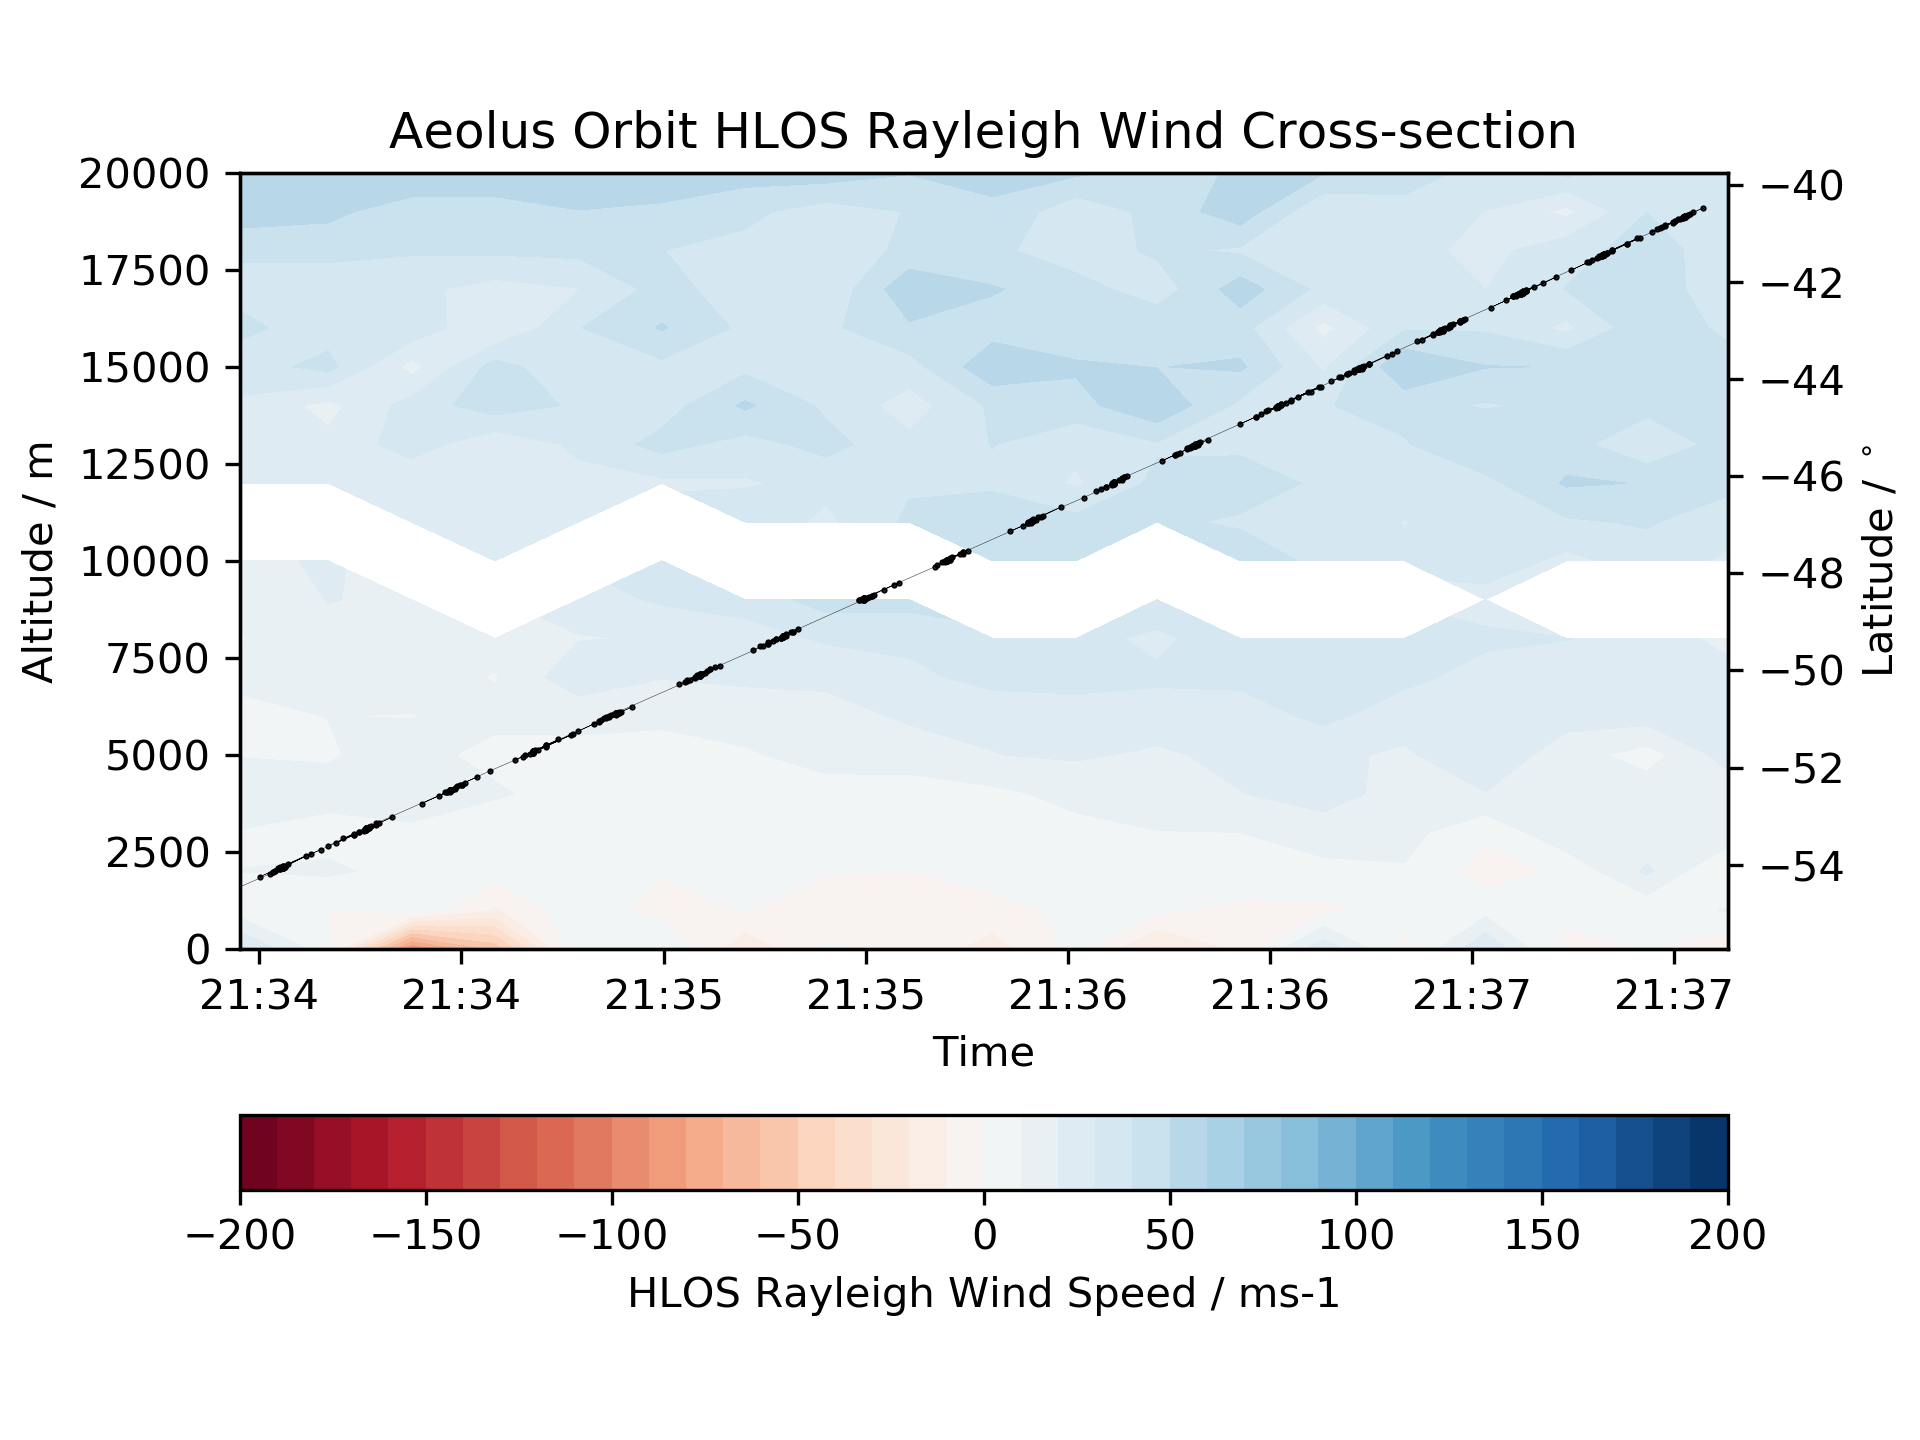 Aeolus Orbit HLOS Rayleigh Wind Cross-section
20000
17500
15000
12500
10000
7500
5000
2500
0
Altitude / m
−40
−42
−44
−46
−48
−50
−52
−54
Latitude / °
21:34 21:34 21:35 21:35 21:36 21:36 21:37 21:37
Time
−200 −150 −100 −50 0 50 100 150 200
HLOS Rayleigh Wind Speed / ms-1